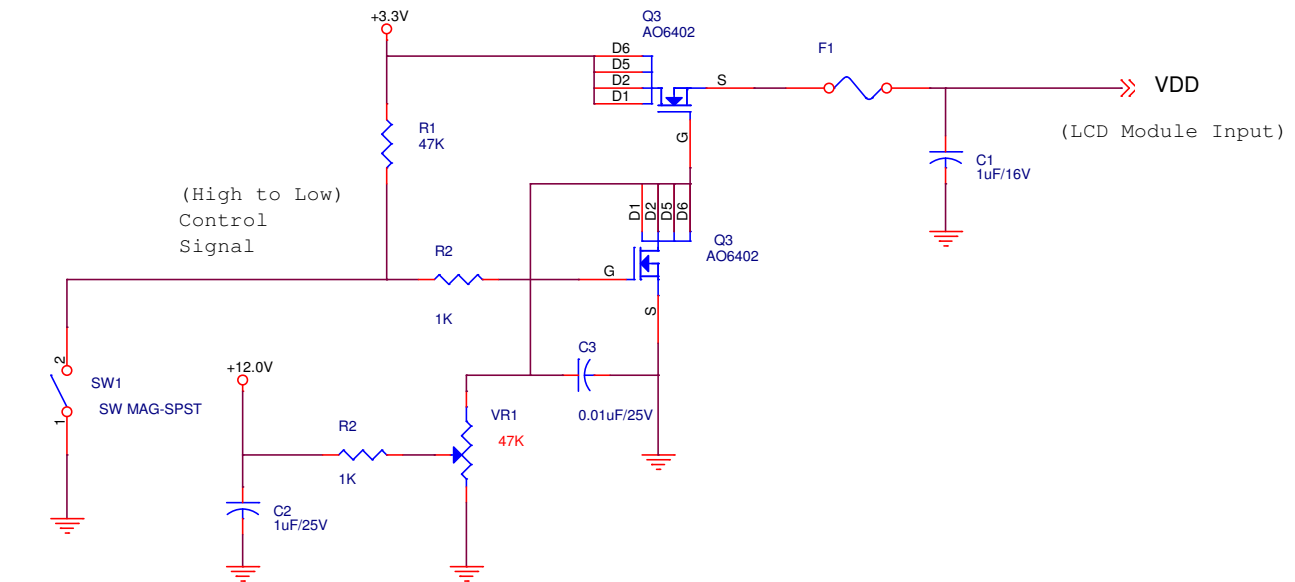 +3.3V
Q3
AO6402
D6
D5
D2
D1
S
G
F1
VDD
(LCD Module Input)
R1
47K
C1
1uF/16V
(High to Low)
Control
Signal
D1
D2
D5
D6
Q3
AO6402
R2
1K
G
S
2
1
SW1
SW MAG-SPST
+12.0V
C3
0.01uF/25V
R2
1K
VR1
47K
C2
1uF/25V